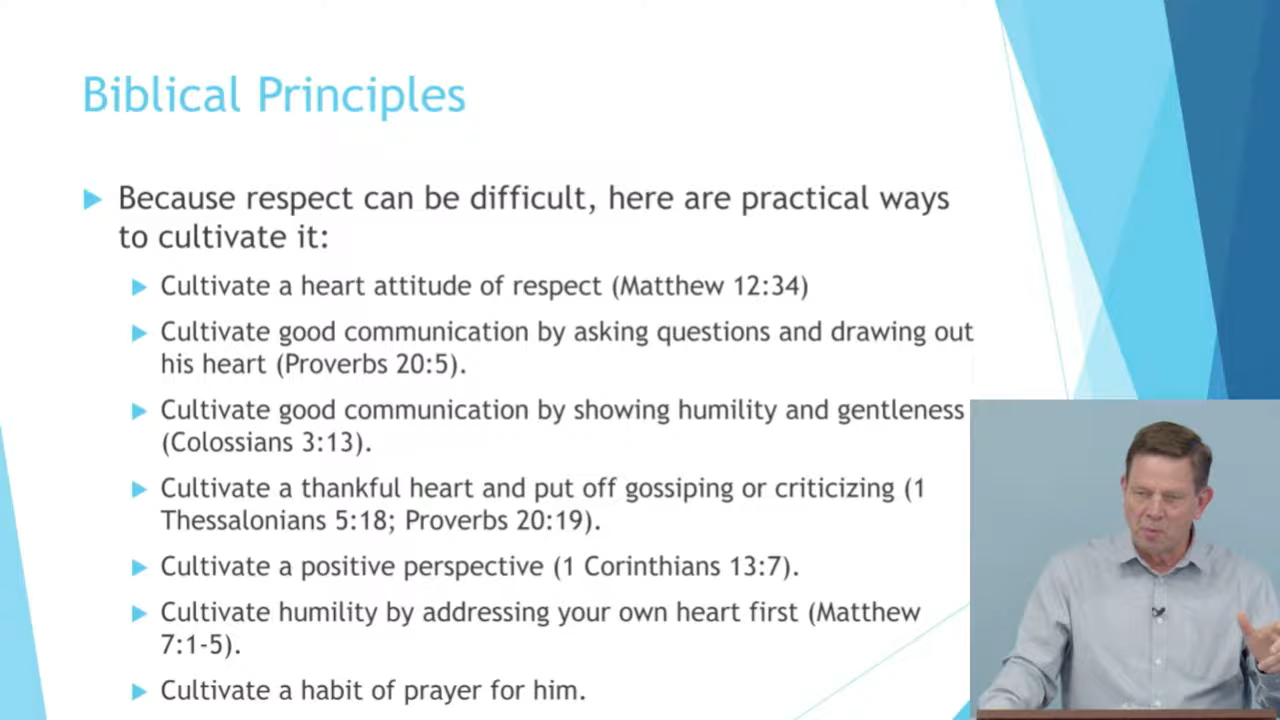 Biblical Principles
Because respect can be difficult, here are practical ways
to cultivate it:
Cultivate a heart attitude of respect (Matthew 12:34)
Cultivate good communication by asking questions and drawing out
his heart (Proverbs 20:5).
Cultivate good communication by showing humility and gentleness
(Colossians 3:13).
Cultivate a thankful heart and put off gossiping or criticizing (1
Thessalonians 5:18; Proverbs 20:19).
Cultivate a positive perspective (1 Corinthians 13:7).
Cultivate humility by addressing your own heart first (Matthew
7:1-5).
Cultivate a habit of prayer for him.